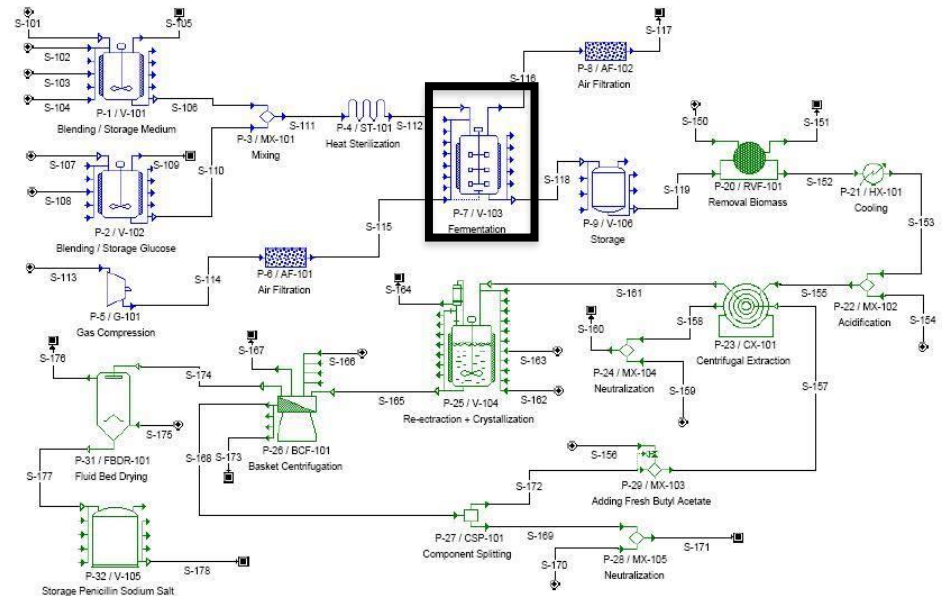 S-101
S-105
S-102
S-103
S-104
S-106
P-1 / V-101
Blending / Storage Medium
S-107
S-109
S-108
S-110
P-2 / V-102
Blending / Storage Glucose
S-111
P-3 / MX-101
Mixing
P-4 / ST-101
Heat Sterilization
S-112
S-113
S-114
P-5 / G-101
Gas Compression
P-6 / AF-101
Air Filtration
S-115
S-116
P-7 / V-103
Fermentation
S-117
P-8 / AF-102
Air Filtration
S-118
P-9 / V-106
Storage
S-119
S-150
S-151
P-20 / RVF-101
Removal Biomass
S-152
P-21 / HX-101
Cooling
S-153
S-154
P-22 / MX-102
Acidification
S-155
P-23 / CX-101
Centrifugal Extraction
S-157
S-158
S-160
P-24 / MX-104
Neutralization
S-159
S-161
S-164
S-163
S-162
P-25 / V-104
Re-ectraction + Crystallization
S-165
S-167
S-166
S-168
S-173
P-26 / BCF-101
Basket Centrifugation
S-174
S-176
S-175
P-31 / FBDR-101
Fluid Bed Drying
S-177
P-32 / V-105
Storage Penicillin Sodium Salt
S-178
S-156
P-29 / MX-103
Adding Fresh Butyl Acetate
S-172
P-27 / CSP-101
Component Splitting
S-169
S-170
P-28 / MX-105
Neutralization
S-171